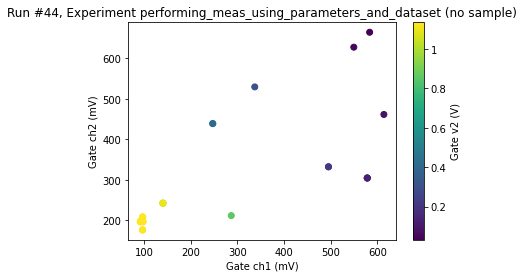 Run #44, Experiment performing_meas_using_parameters_and_dataset (no sample)
Gate ch2 (mV)
600
500
400
300
200
100 200 300 400 500 600
Gate ch1 (mV)
1
0.8
0.6
0.4
0.2
Gate v2 (V)